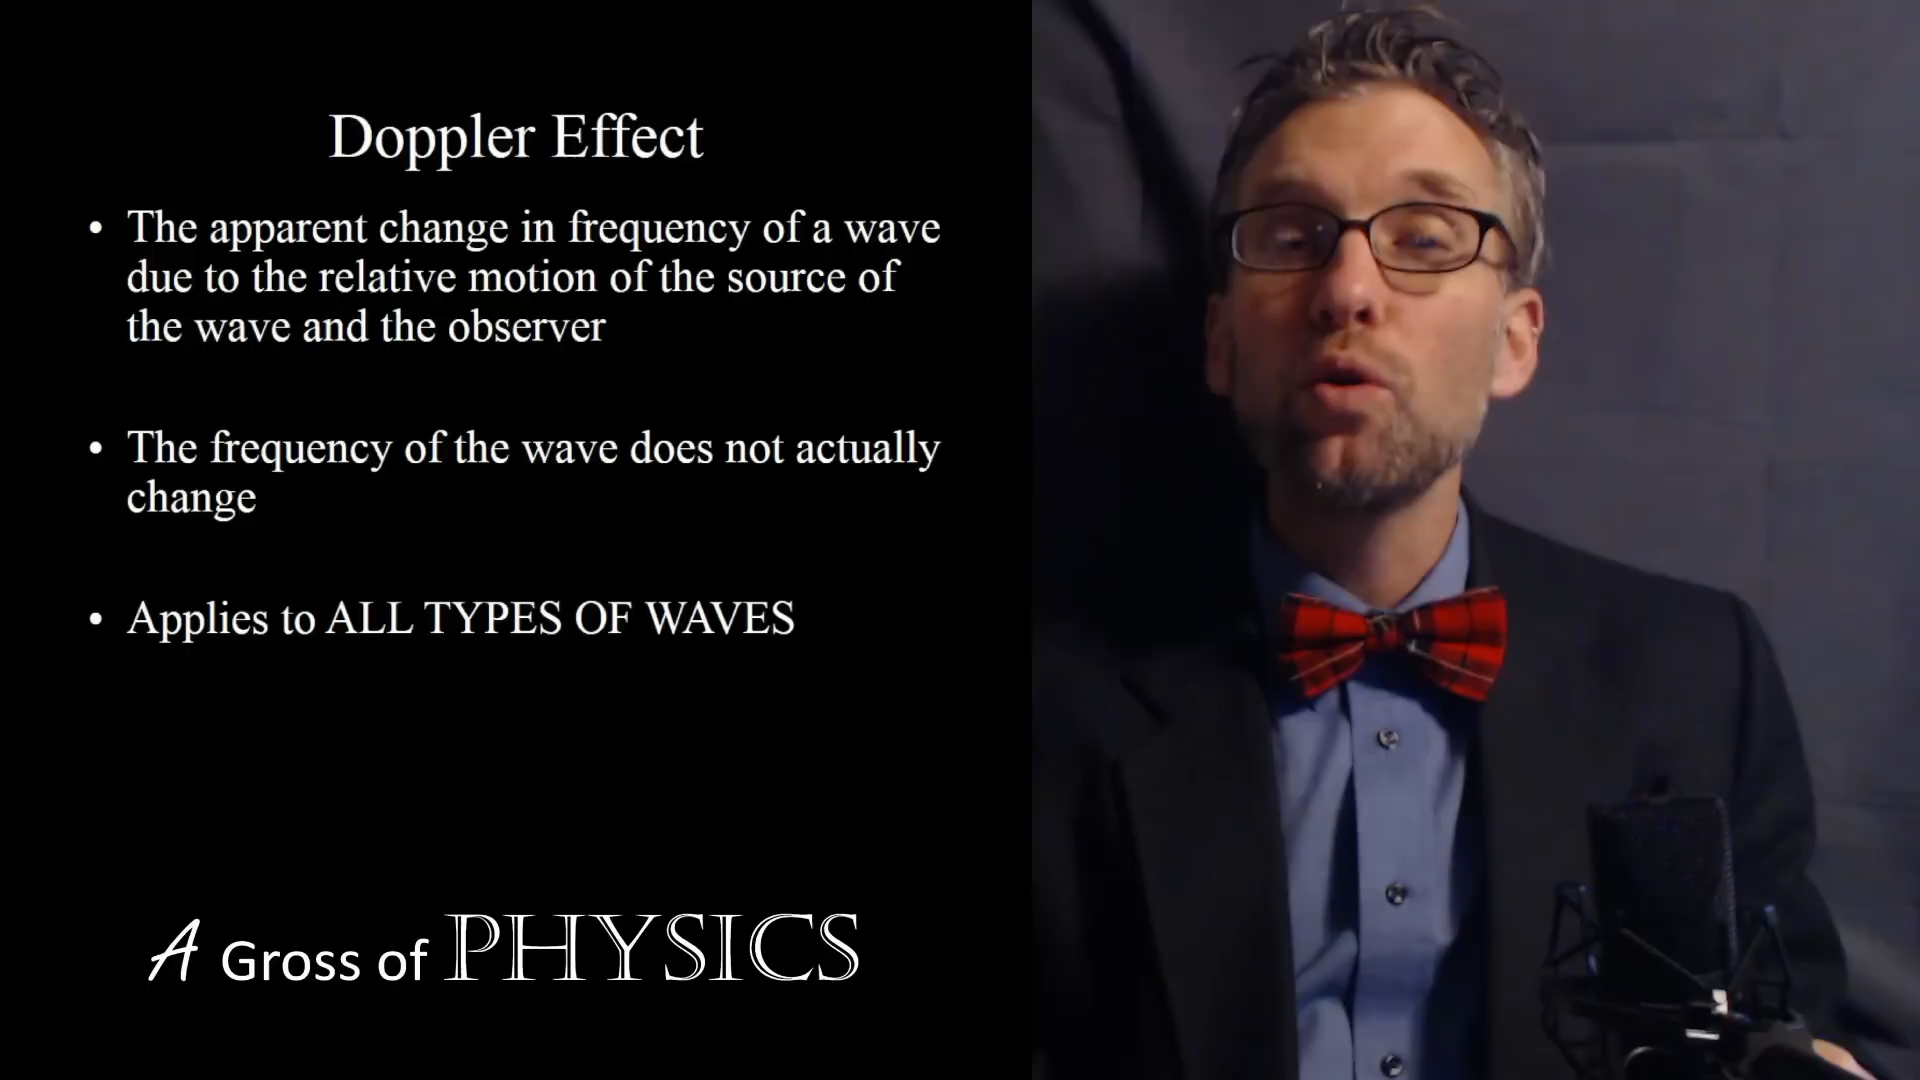 Doppler Effect
• The apparent change in frequency of a wave
due to the relative motion of the source of
the wave and the observer
• The frequency of the wave does not actually
change
• Applies to ALL TYPES OF WAVES
A Gross of PHYSICS